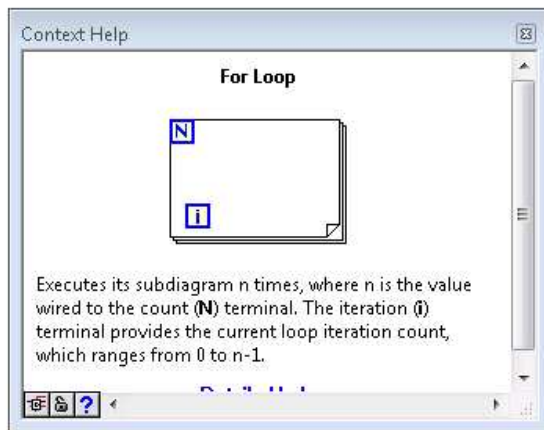 Context Help
For Loop
N
i
Executes its subdiagram n times, where n is the value
wired to the count (N) terminal. The iteration (i)
terminal provides the current loop iteration count,
which ranges from 0 to n-1.
?